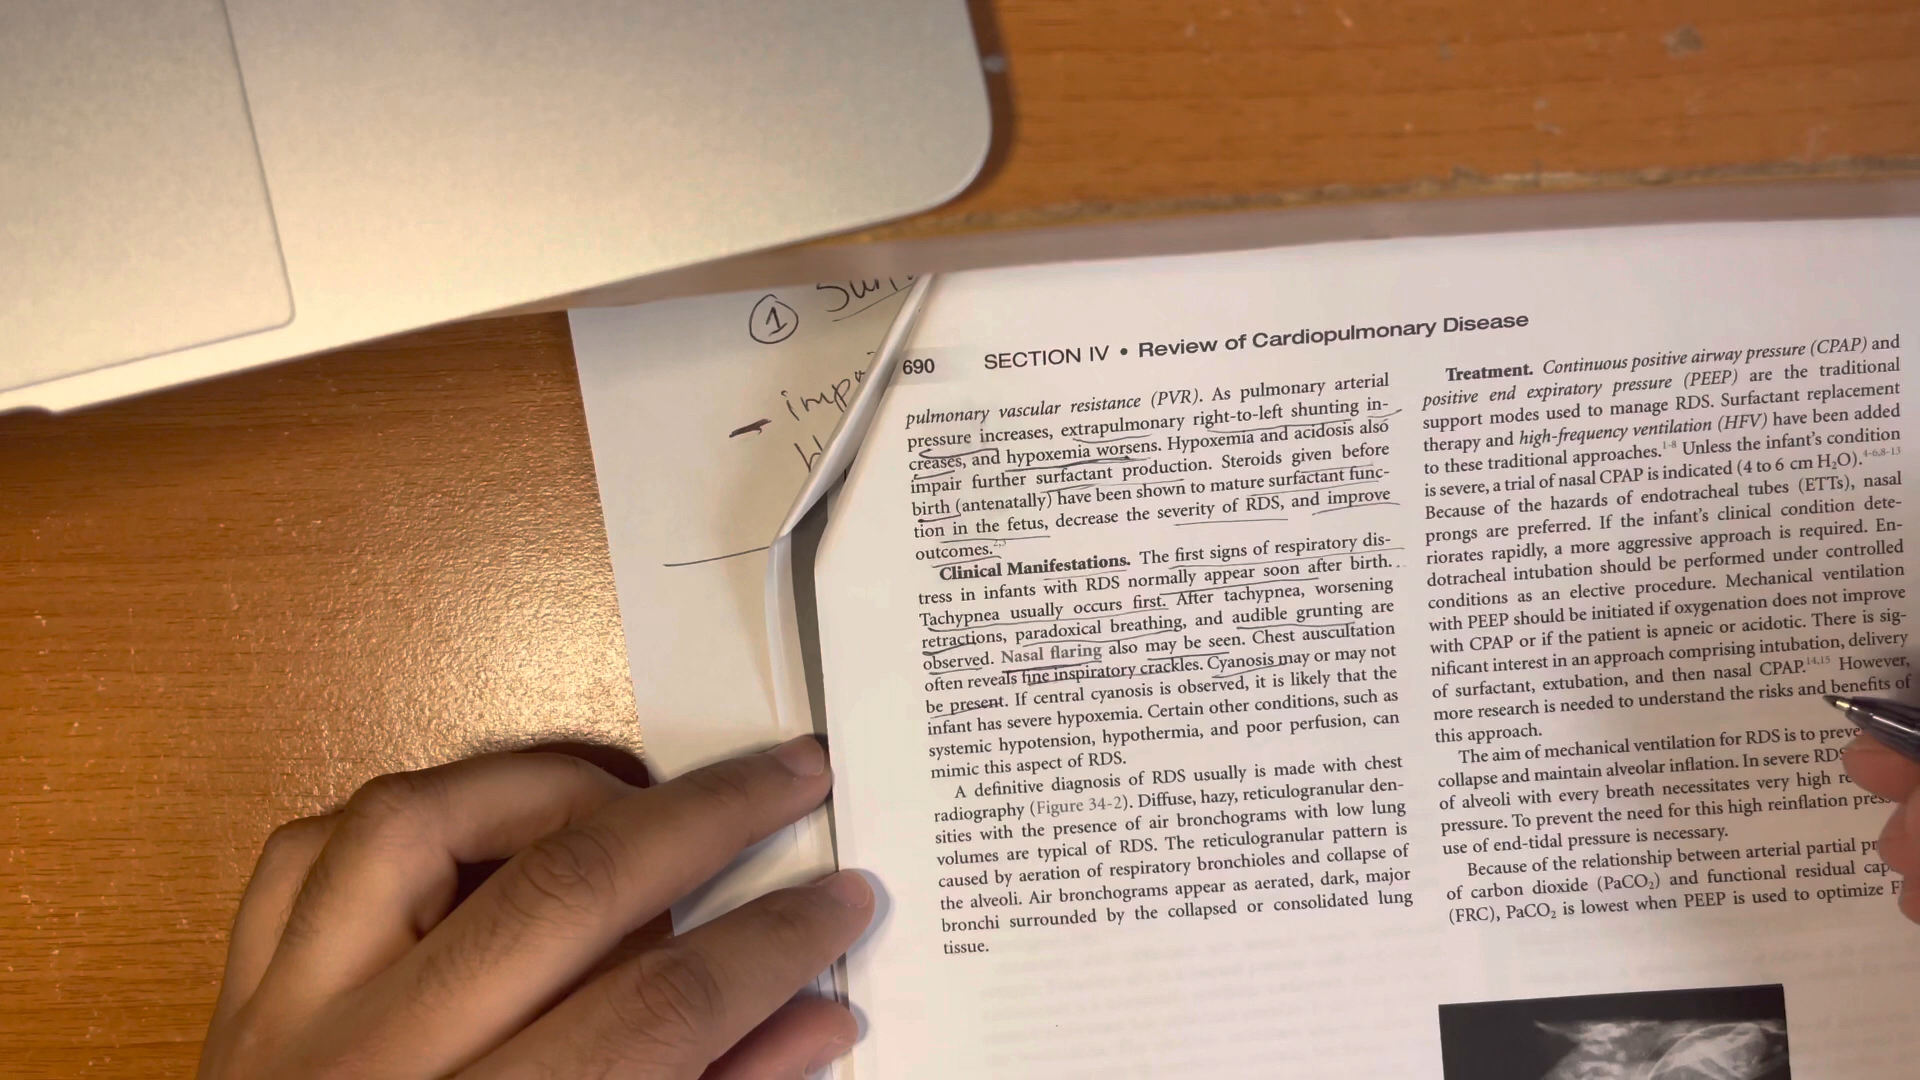 ①
- imp
690 SECTION IV • Review of Cardiopulmonary Disease
pulmonary vascular resistance (PVR). As pulmonary arterial
pressure increases, extrapulmonary right-to-left shunting in-
creases, and hypoxemia worsens. Hypoxemia and acidosis also
impair further surfactant production. Steroids given before
birth (antenatally) have been shown to mature surfactant func-
tion in the fetus, decrease the severity of RDS, and improve
outcomes.2,3
Clinical Manifestations. The first signs of respiratory dis-
tress in infants with RDS normally appear soon after birth.
Tachypnea usually occurs first. After tachypnea, worsening
retractions, paradoxical breathing, and audible grunting are
observed. Nasal flaring also may be seen. Chest auscultation
often reveals fine inspiratory crackles. Cyanosis may or may not
be present. If central cyanosis is observed, it is likely that the
infant has severe hypoxemia. Certain other conditions, such as
systemic hypotension, hypothermia, and poor perfusion, can
mimic this aspect of RDS.
A definitive diagnosis of RDS usually is made with chest
radiography (Figure 34-2). Diffuse, hazy, reticulogranular den-
sities with the presence of air bronchograms with low lung
volumes are typical of RDS. The reticulogranular pattern is
caused by aeration of respiratory bronchioles and collapse of
the alveoli. Air bronchograms appear as aerated, dark, major
bronchi surrounded by the collapsed or consolidated lung
tissue.
Treatment. Continuous positive airway pressure (CPAP) and
positive end expiratory pressure (PEEP) are the traditional
support modes used to manage RDS. Surfactant replacement
therapy and high-frequency ventilation (HFV) have been added
to these traditional approaches.1-8 Unless the infant's condition
is severe, a trial of nasal CPAP is indicated (4 to 6 cm H₂O).4-6,8-13
Because of the hazards of endotracheal tubes (ETTs), nasal
prongs are preferred. If the infant's clinical condition dete-
riorates rapidly, a more aggressive approach is required. En-
dotracheal intubation should be performed under controlled
conditions as an elective procedure. Mechanical ventilation
with PEEP should be initiated if oxygenation does not improve
with CPAP or if the patient is apneic or acidotic. There is sig-
nificant interest in an approach comprising intubation, delivery
of surfactant, extubation, and then nasal CPAP.14,15 However,
more research is needed to understand the risks and benefits of
this approach.
The aim of mechanical ventilation for RDS is to preve
collapse and maintain alveolar inflation. In severe RDS
of alveoli with every breath necessitates very high re
pressure. To prevent the need for this high reinflation press
use of end-tidal pressure is necessary.
Because of the relationship between arterial partial pr
of carbon dioxide (PaCO₂) and functional residual cap
(FRC), PaCO₂ is lowest when PEEP is used to optimize F